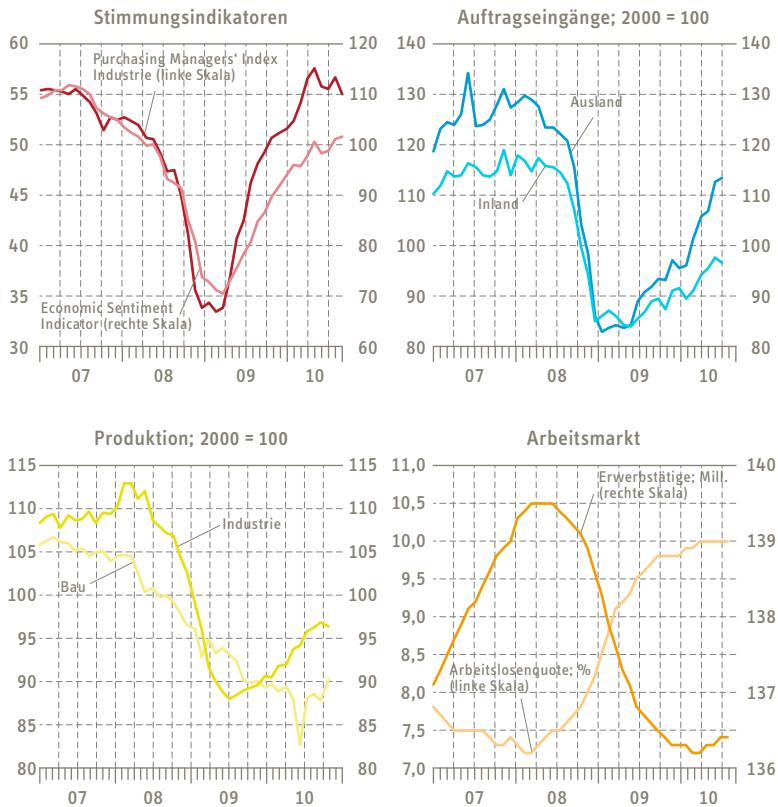 Stimmungsindikatoren
60
55
50
45
40
35
30
120
110
100
90
80
70
60
Purchasing Managers' Index
Industrie (linke Skala)
Economic Sentiment
Indicator (rechte Skala)
07 08 09 10
Auftragseingänge; 2000 = 100
140
130
120
110
100
90
80
140
130
120
110
100
90
80
Ausland
Inland
07 08 09 10
Produktion; 2000 = 100
115
110
105
100
95
90
85
80
115
110
105
100
95
90
85
80
Industrie
Bau
07 08 09 10
Arbeitsmarkt
11,0
10,5
10,0
9,5
9,0
8,5
8,0
7,5
7,0
140
139
138
137
136
Erwerbstätige; Mill.
(rechte Skala)
Arbeitslosenquote; %
(linke Skala)
07 08 09 10